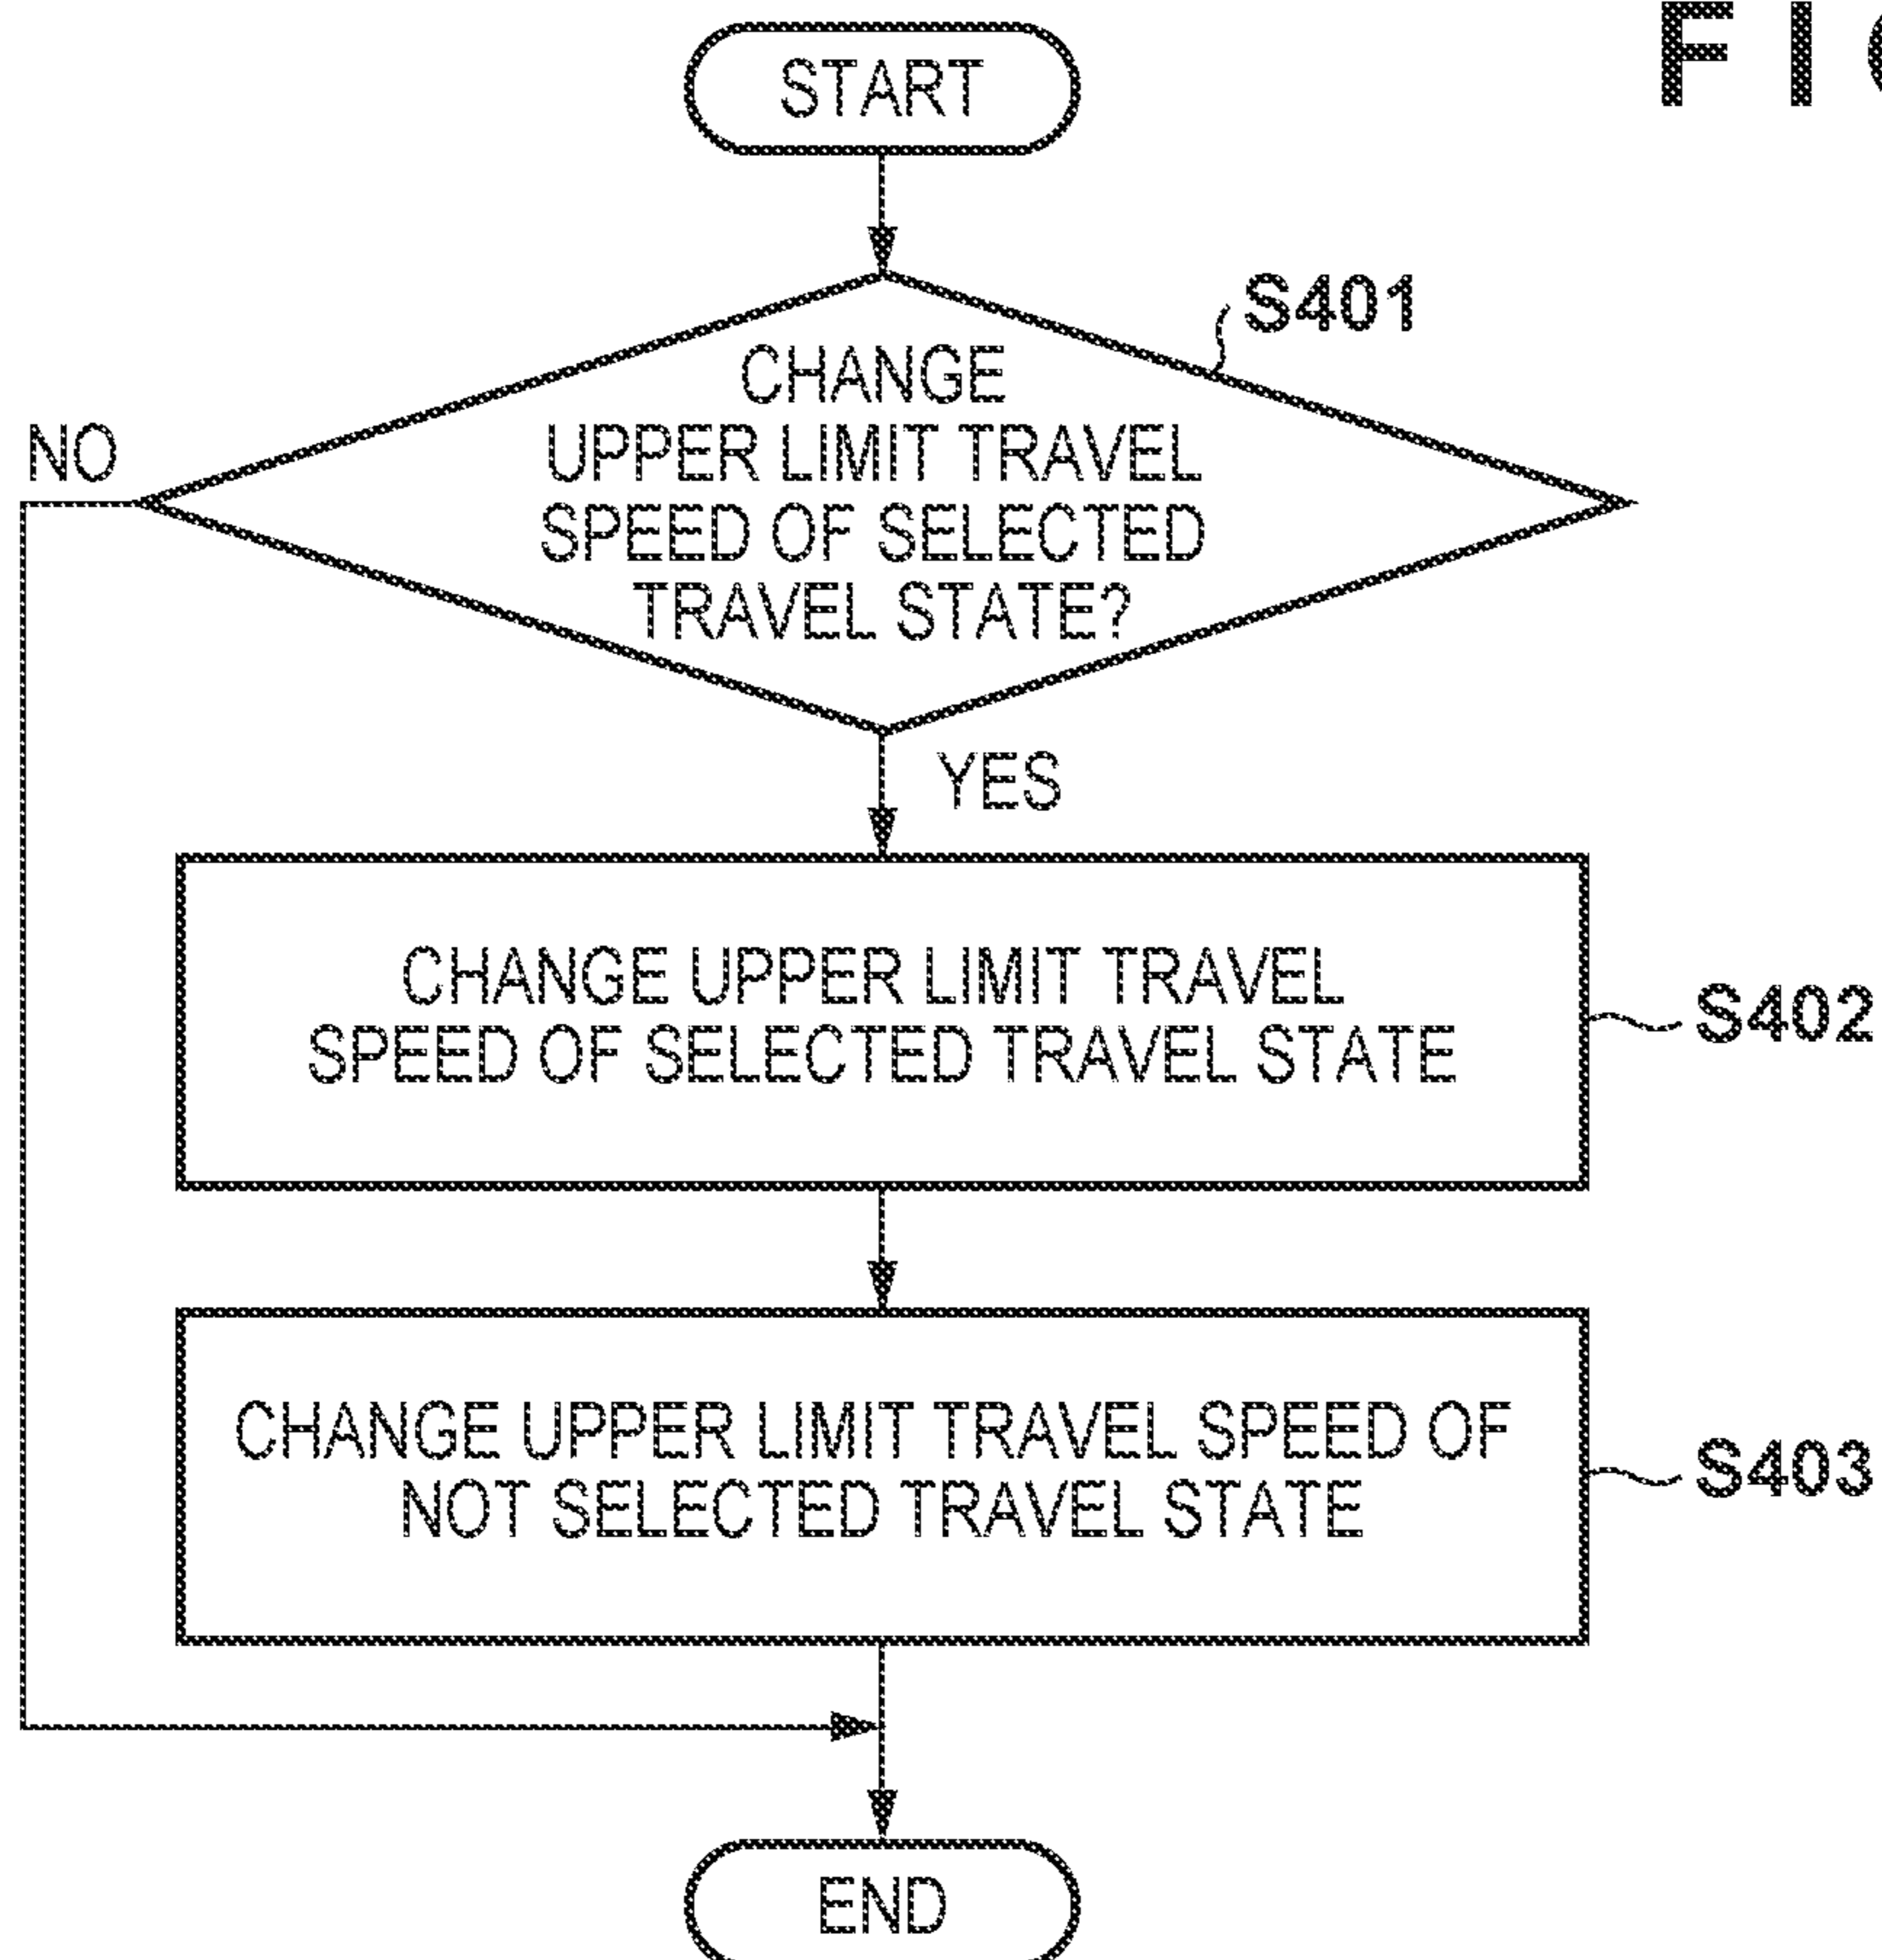 FIG
START
S401
CHANGE
UPPER LIMIT TRAVEL
SPEED OF SELECTED
TRAVEL STATE?
NO
YES
CHANGE UPPER LIMIT TRAVEL
SPEED OF SELECTED TRAVEL STATE
S402
CHANGE UPPER LIMIT TRAVEL SPEED OF
NOT SELECTED TRAVEL STATE
S403
END